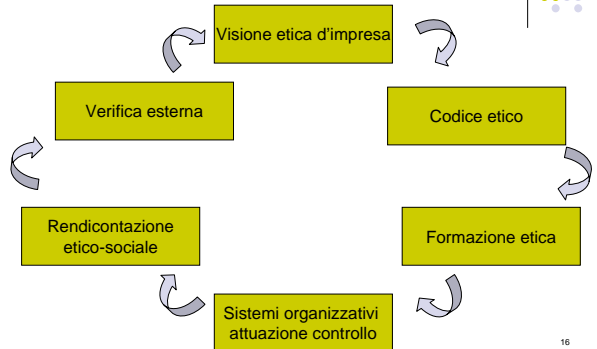 Visione etica d'impresa
Verifica esterna
Codice etico
Rendicontazione
etico-sociale
Formazione etica
Sistemi organizzativi
attuazione controllo
16